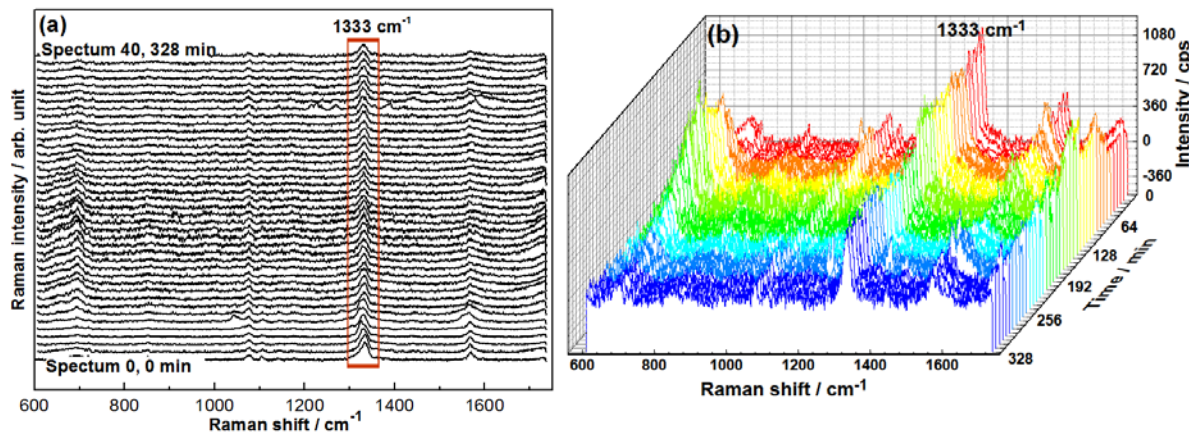 (a)
1333 cm⁻¹
Spectum 40, 328 min
Raman intensity / arb. unit
Spectum 0, 0 min
600 800 1000 1200 1400 1600
Raman shift / cm⁻¹
(b)
1333 cm⁻¹
1080
720
360
0
-360
Intensity / cps
0
64
128
192
256
328
Time / min
600 800 1000 1200 1400 1600
Raman shift / cm⁻¹